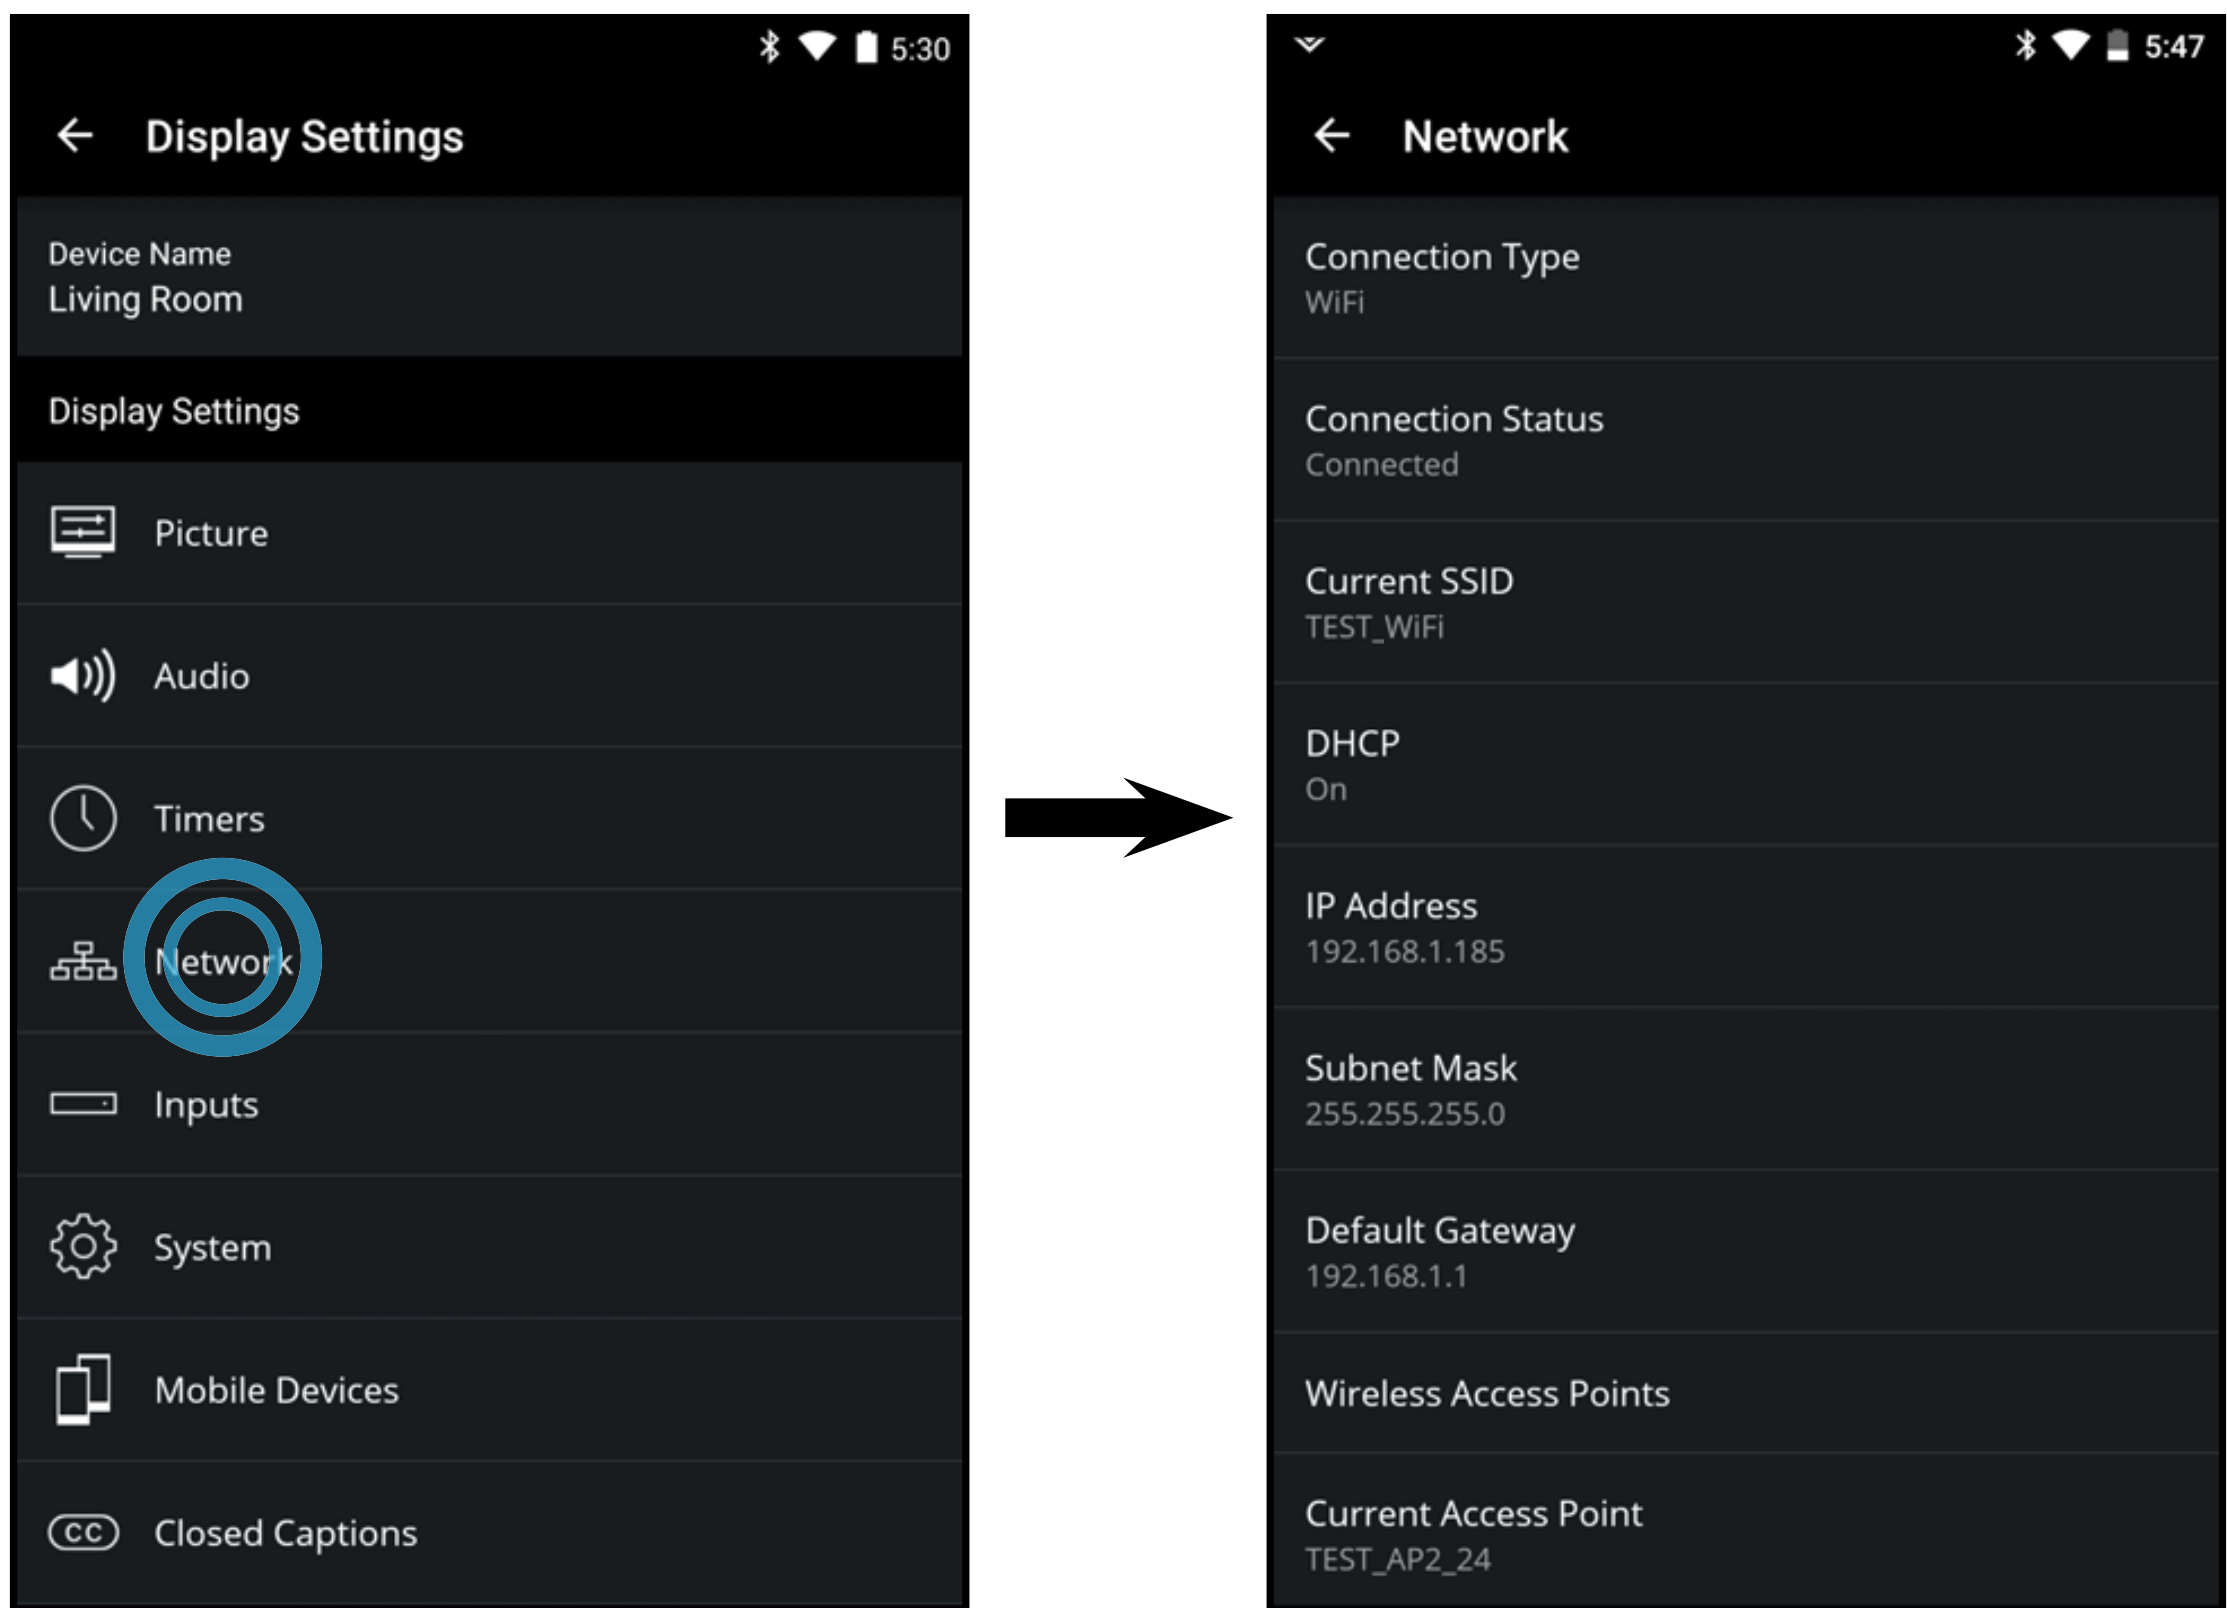 5:30
Display Settings
Device Name
Living Room
Display Settings
Picture
Audio
Timers
Network
Inputs
System
Mobile Devices
CC Closed Captions
5:47
Network
Connection Type
WiFi
Connection Status
Connected
Current SSID
TEST_WiFi
DHCP
On
IP Address
192.168.1.185
Subnet Mask
255.255.255.0
Default Gateway
192.168.1.1
Wireless Access Points
Current Access Point
TEST_AP2_24